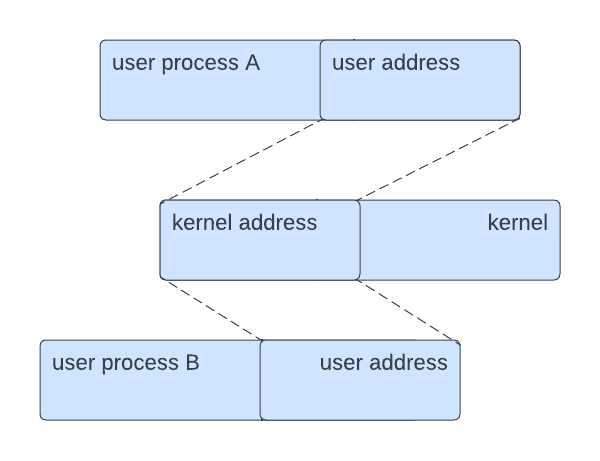 user process A
user address
kernel address
kernel
user process B
user address